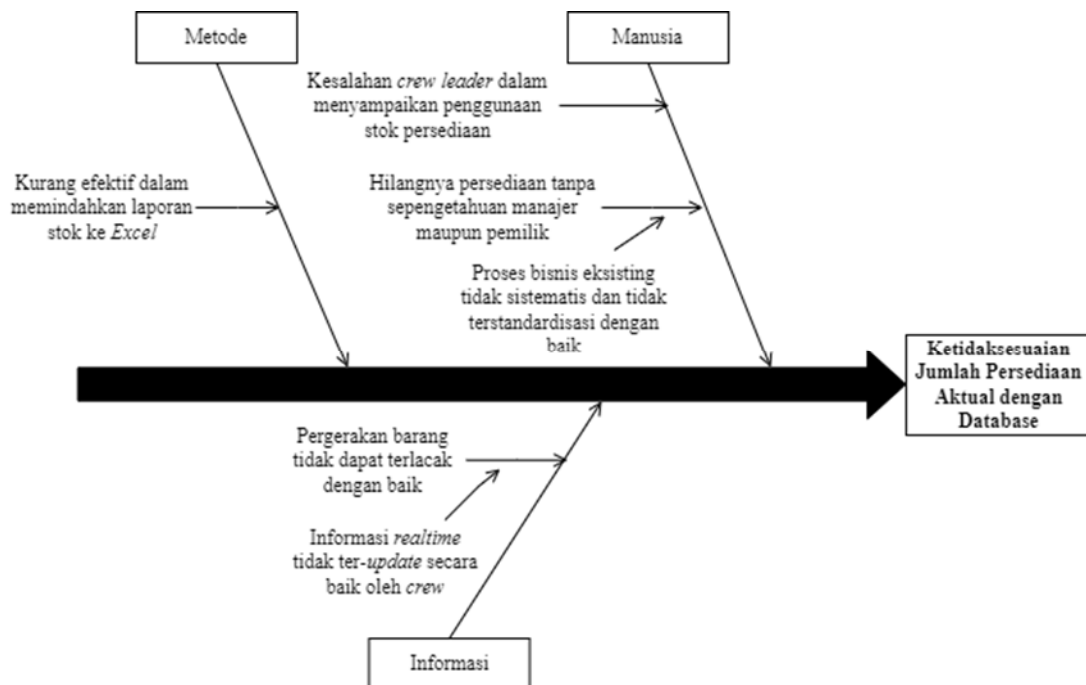 Metode
Manusia
Kesalahan crew leader dalam
menyampaikan penggunaan
stok persediaan
Kurang efektif dalam
memindahkan laporan
stok ke Excel
Hilangnya persediaan tanpa
sepengetahuan manajer
maupun pemilik
Proses bisnis eksisting
tidak sistematis dan tidak
terstandardisasi dengan
baik
Ketidaksesuaian
Jumlah Persediaan
Aktual dengan
Database
Pergerakan barang
tidak dapat terlacak
dengan baik
Informasi realtime
tidak ter-update secara
baik oleh crew
Informasi